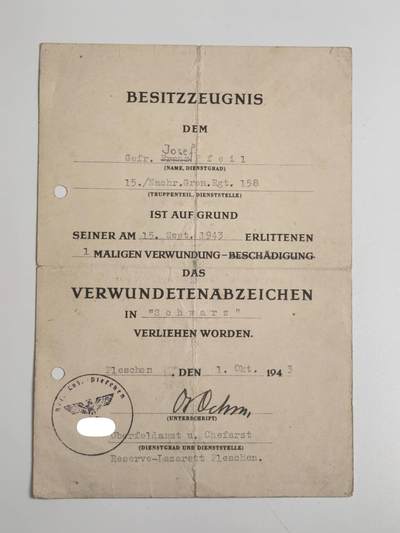 BESITZZEUGNIS
DEM
Josef
Gefr. Pfeil
(NAME, DIENSTGRAD)
15./Nachr.Gren.Rgt. 158
(TRUPPENTEIL, DIENSTSTELLE)
IST AUF GRUND
SEINER AM 15. Sept. 1943 ERLITTENEN
1 MALIGEN VERWUNDUNG – BESCHÄDIGUNG
DAS
VERWUNDETENABZEICHEN
IN "Schwarz"
VERLIEHEN WORDEN.
Pleschen , DEN 1. Okt. 1943
(UNTERSCHRIFT)
Oberfeldarzt u. Chefarzt
(DIENSTGRAD UND DIENSTSTELLE)
Reserve-Lazarett Pleschen.